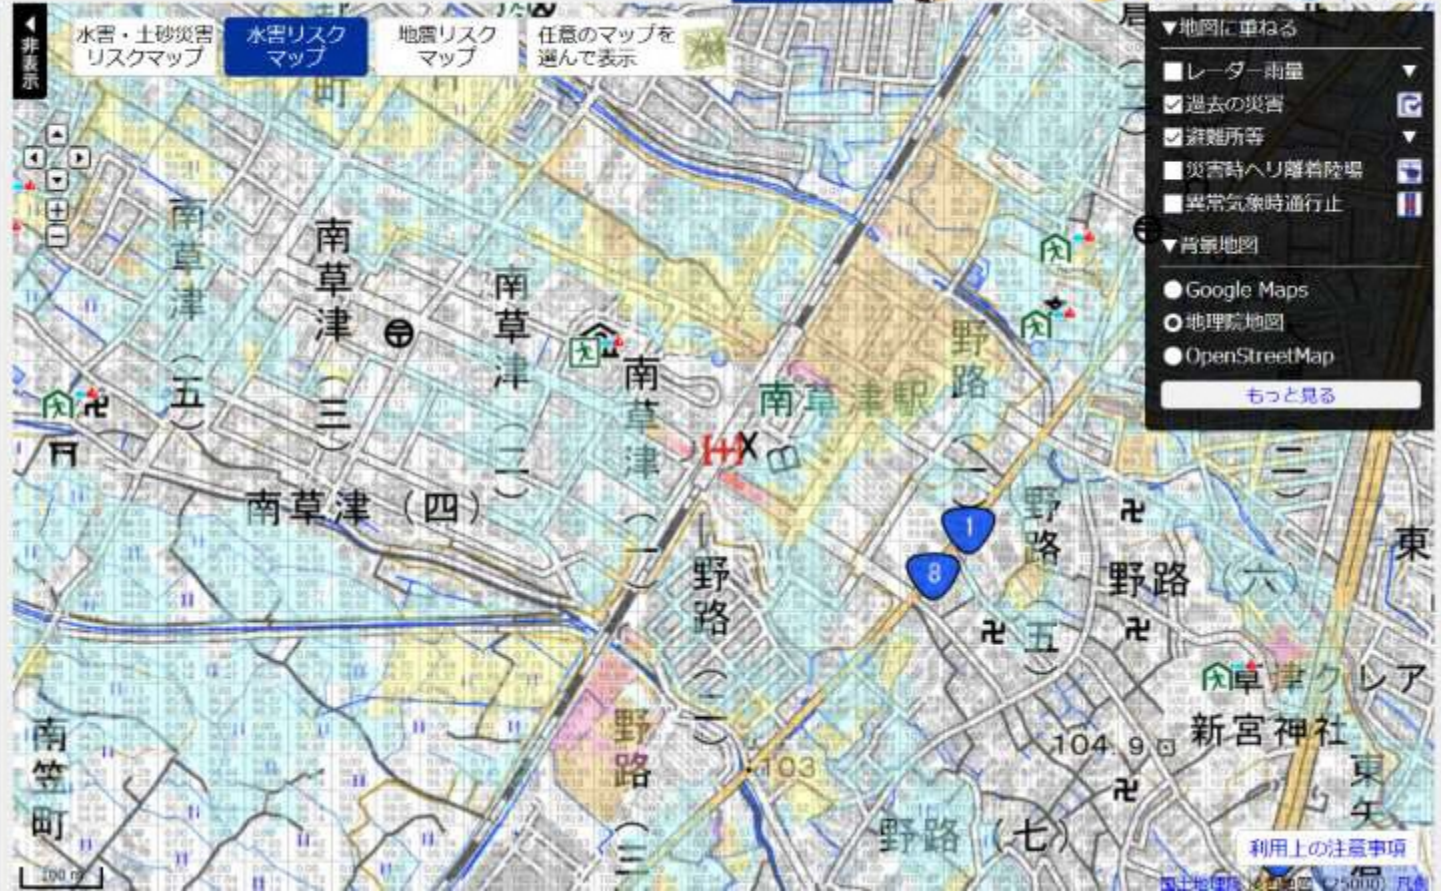 非表示
水害・土砂災害
リスクマップ
水害リスク
マップ
地震リスク
マップ
任意のマップを
選んで表示
▼地図に重ねる
レーダー雨量
過去の災害
避難所等
災害時ヘリ離着陸場
異常気象時通行止
▼背景地図
Google Maps
地理院地図
OpenStreetMap
もっと見る
町
南草津(五)
南草津(三)
南草津(二)
南草津(一)
南草津駅
野路(一)
南草津(四)
1
8
野路(五)
野路
六
東
野路(二)
草津クレア
新宮神社
104.9
103
野路(三)
南笠町
野路(七)
東矢倉
利用上の注意事項
100 m